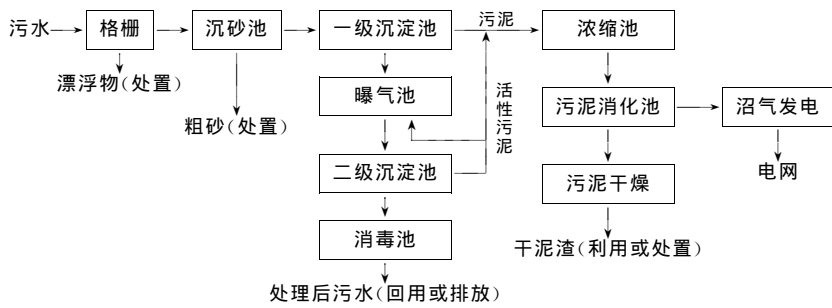 污水
格栅
沉砂池
一级沉淀池
污泥
浓缩池
漂浮物(处置)
曝气池
活性污泥
污泥消化池
沼气发电
粗砂(处置)
二级沉淀池
污泥干燥
电网
消毒池
干泥渣(利用或处置)
处理后污水(回用或排放)